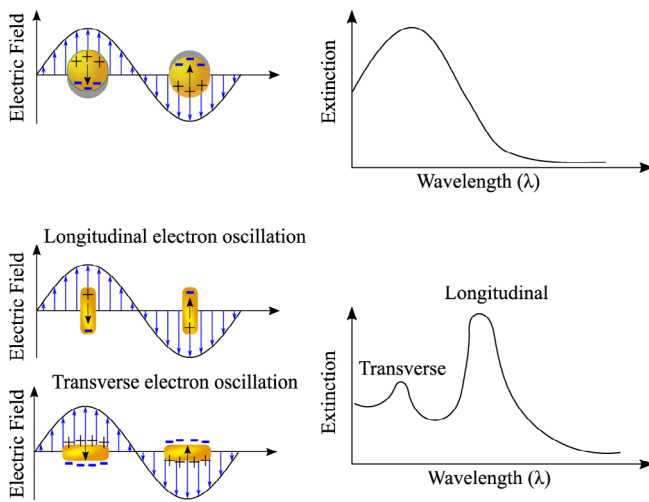 Electric Field
+ + +
- - -
- - -
+ + +
Extinction
Wavelength (λ)
Longitudinal electron oscillation
Electric Field
+
-
-
+
Transverse electron oscillation
Electric Field
++ ++
- - - -
- - - -
+ + + +
Extinction
Transverse
Longitudinal
Wavelength (λ)